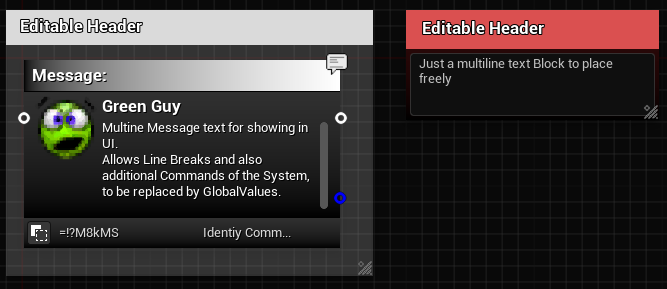 Editable Header
Message:
Green Guy
Multine Message text for showing in
UI.
Allows Line Breaks and also
additional Commands of the System,
to be replaced by GlobalValues.
=!?M8kMS
Identiy Comm...
Editable Header
Just a multiline text Block to place
freely